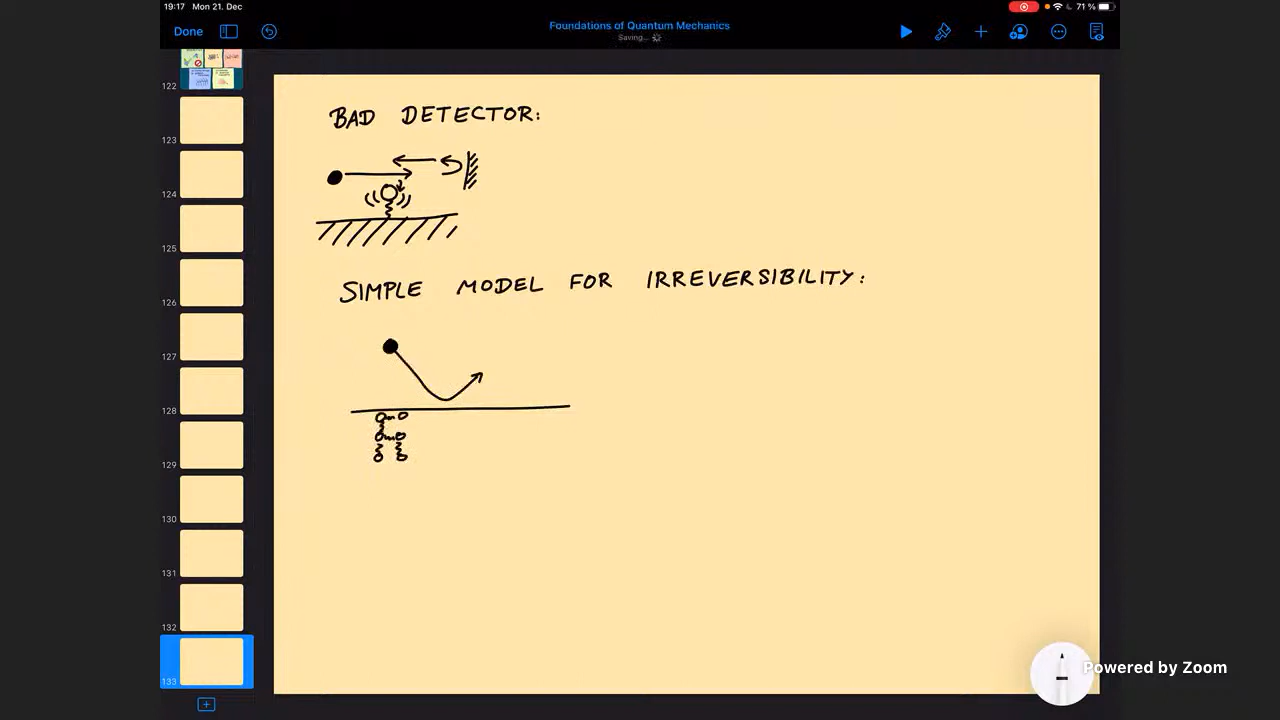 19:17 Mon 21. Dec
71 %
Done
Foundations of Quantum Mechanics
Saving...
122
123
124
125
126
127
128
129
130
131
132
133
BAD DETECTOR:
SIMPLE MODEL FOR IRREVERSIBILITY:
Powered by Zoom